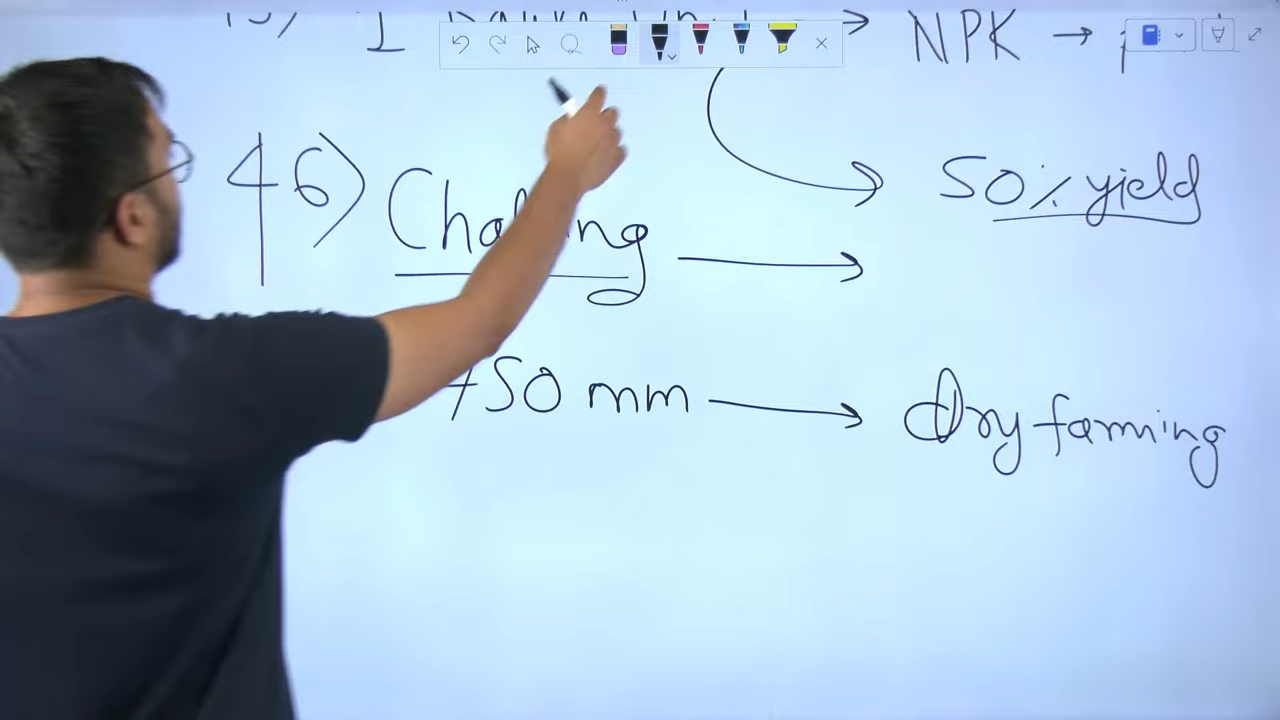 I → NPK →
50% yield
46) Chaffing →
750 mm → Dry farming